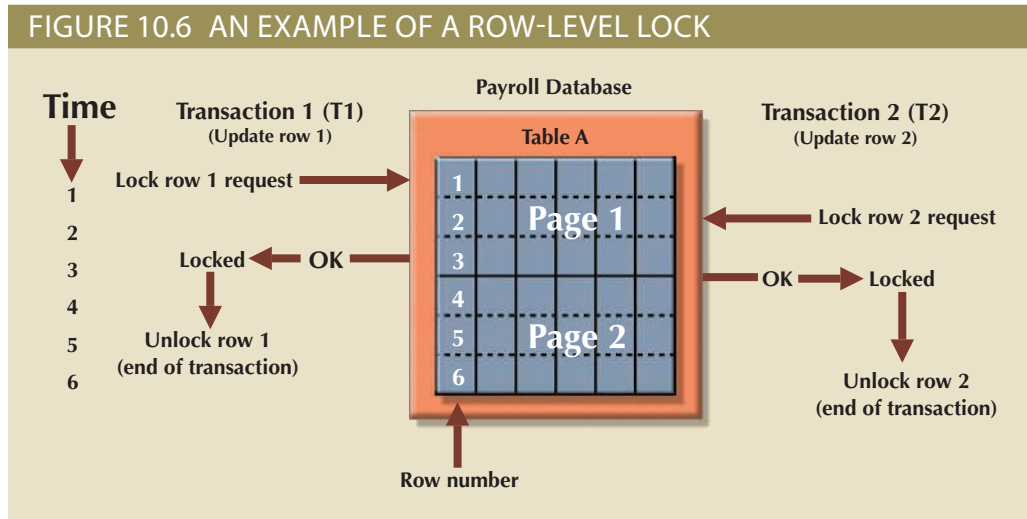 FIGURE 10.6 AN EXAMPLE OF A ROW-LEVEL LOCK
Payroll Database
Time
Transaction 1 (T1)
(Update row 1)
Table A
Transaction 2 (T2)
(Update row 2)
Lock row 1 request
1
2
3
4
5
6
1
2
3
4
5
6
Page 1
Page 2
Lock row 2 request
Locked
OK
OK
Locked
Unlock row 1
(end of transaction)
Unlock row 2
(end of transaction)
Row number